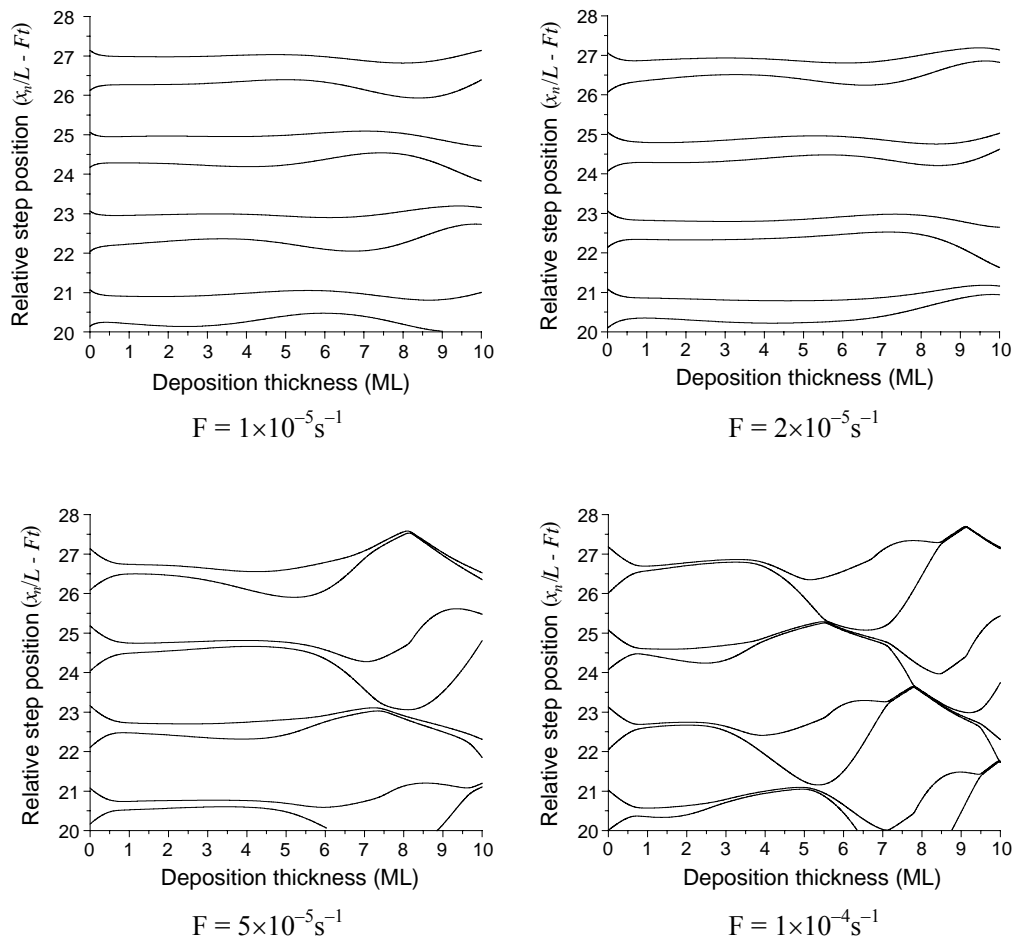 Relative step position (xₙ/L - Ft)
28
27
26
25
24
23
22
21
20
0 1 2 3 4 5 6 7 8 9 10
Deposition thickness (ML)
F = 1×10⁻⁵s⁻¹
Relative step position (xₙ/L - Ft)
28
27
26
25
24
23
22
21
20
0 1 2 3 4 5 6 7 8 9 10
Deposition thickness (ML)
F = 2×10⁻⁵s⁻¹
Relative step position (xₙ/L - Ft)
28
27
26
25
24
23
22
21
20
0 1 2 3 4 5 6 7 8 9 10
Deposition thickness (ML)
F = 5×10⁻⁵s⁻¹
Relative step position (xₙ/L - Ft)
28
27
26
25
24
23
22
21
20
0 1 2 3 4 5 6 7 8 9 10
Deposition thickness (ML)
F = 1×10⁻⁴s⁻¹